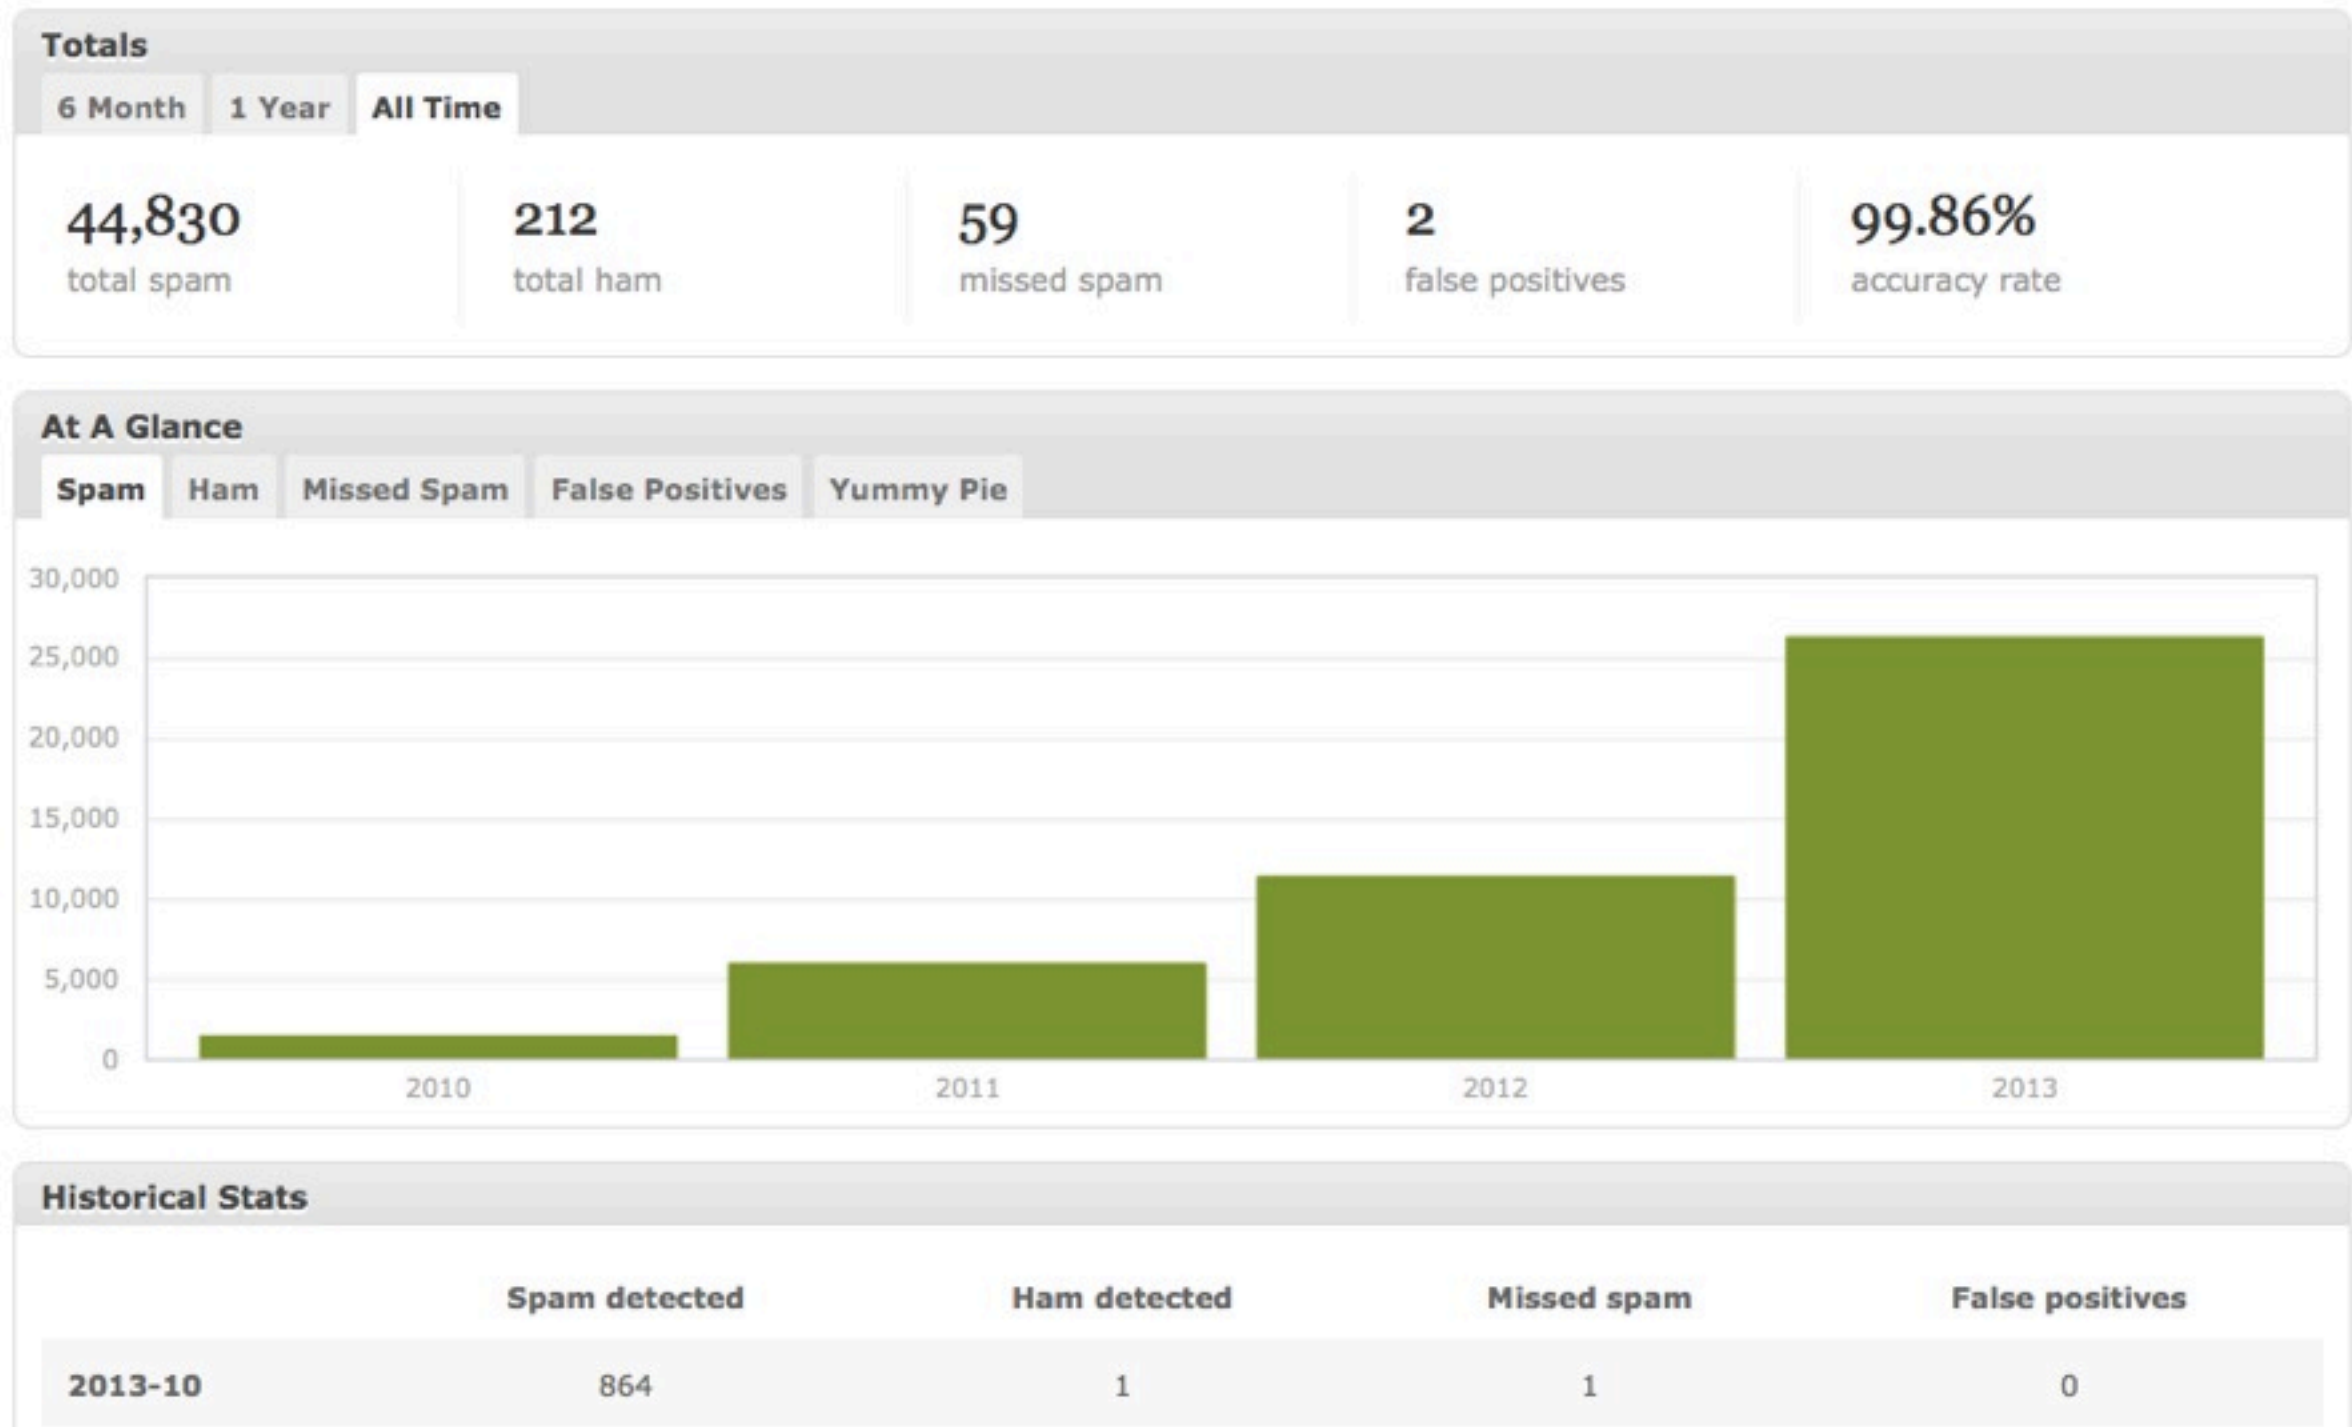 Totals
6 Month 1 Year All Time
44,830 212 59 2 99.86%
total spam total ham missed spam false positives accuracy rate
At A Glance
Spam Ham Missed Spam False Positives Yummy Pie
30,000
25,000
20,000
15,000
10,000
5,000
0
2010 2011 2012 2013
Historical Stats
Spam detected Ham detected Missed spam False positives
2013-10 864 1 1 0